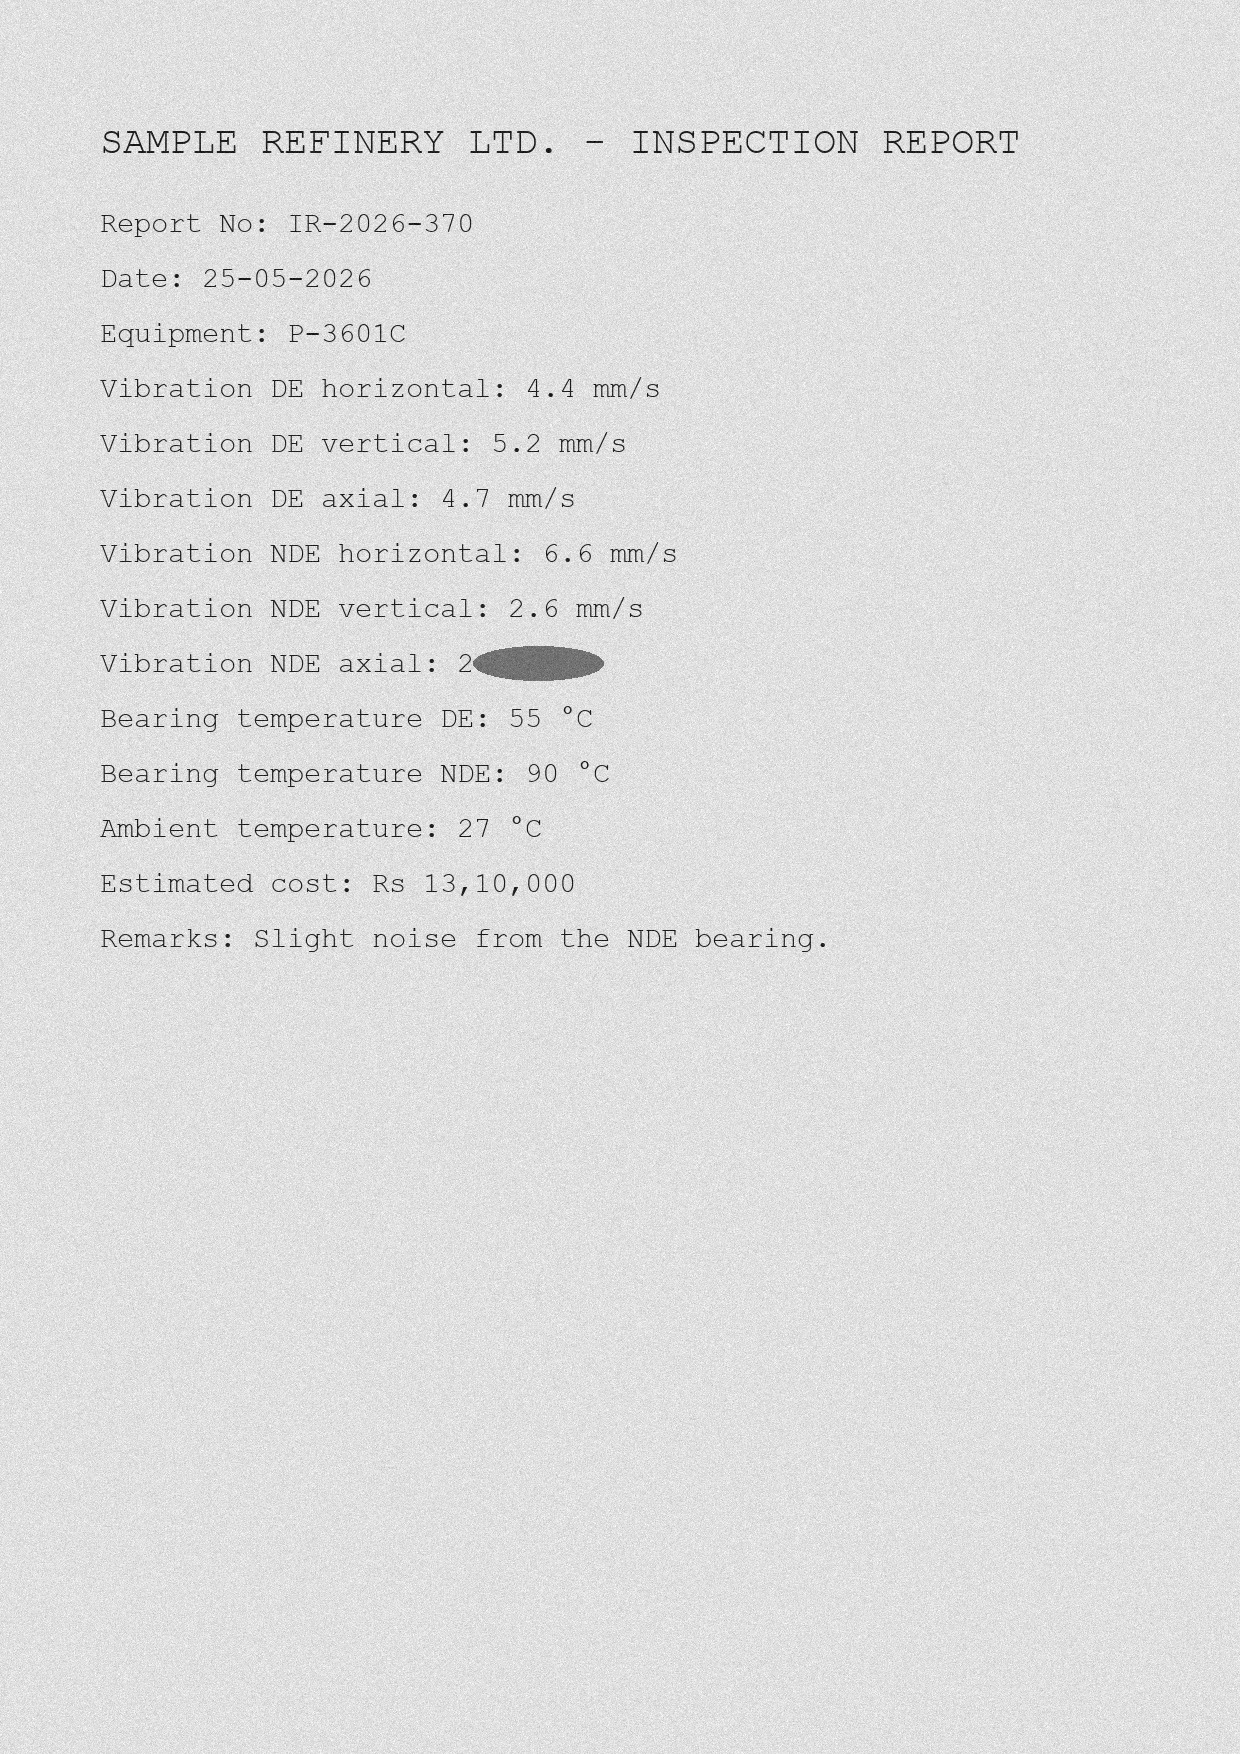 SAMPLE REFINERY LTD. - INSPECTION REPORT
Report No: IR-2026-370
Date: 25-05-2026
Equipment: P-3601C
Vibration DE horizontal: 4.4 mm/s
Vibration DE vertical: 5.2 mm/s
Vibration DE axial: 4.7 mm/s
Vibration NDE horizontal: 6.6 mm/s
Vibration NDE vertical: 2.6 mm/s
Vibration NDE axial:
Bearing temperature DE: 55 °C
Bearing temperature NDE: 90 °C
Ambient temperature: 27 °C
Estimated cost: Rs 13,10,000
Remarks: Slight noise from the NDE bearing.